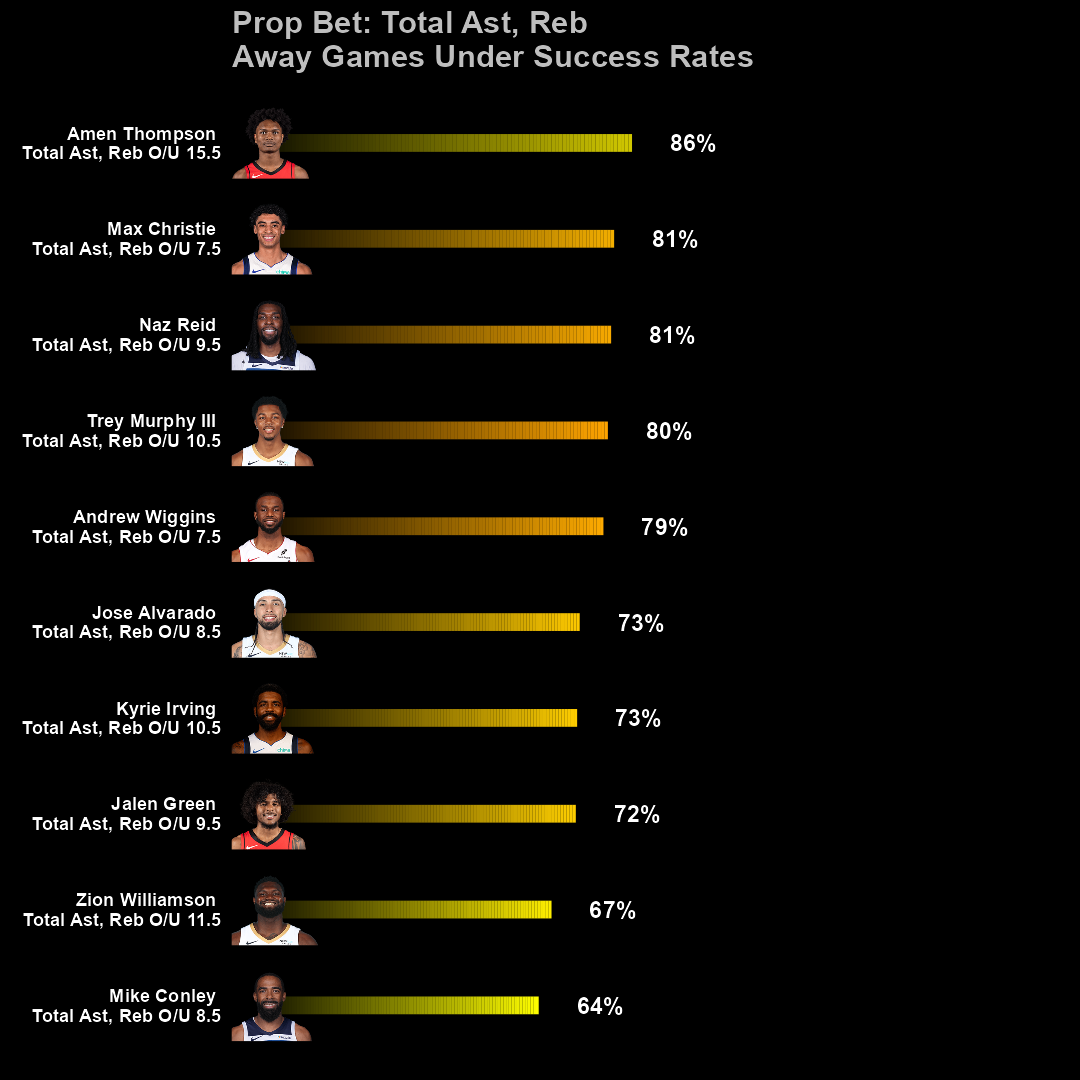 Prop Bet: Total Ast, Reb
Away Games Under Success Rates
Amen Thompson
Total Ast, Reb O/U 15.5
86%
Max Christie
Total Ast, Reb O/U 7.5
81%
Naz Reid
Total Ast, Reb O/U 9.5
81%
Trey Murphy III
Total Ast, Reb O/U 10.5
80%
Andrew Wiggins
Total Ast, Reb O/U 7.5
79%
Jose Alvarado
Total Ast, Reb O/U 8.5
73%
Kyrie Irving
Total Ast, Reb O/U 10.5
73%
Jalen Green
Total Ast, Reb O/U 9.5
72%
Zion Williamson
Total Ast, Reb O/U 11.5
67%
Mike Conley
Total Ast, Reb O/U 8.5
64%